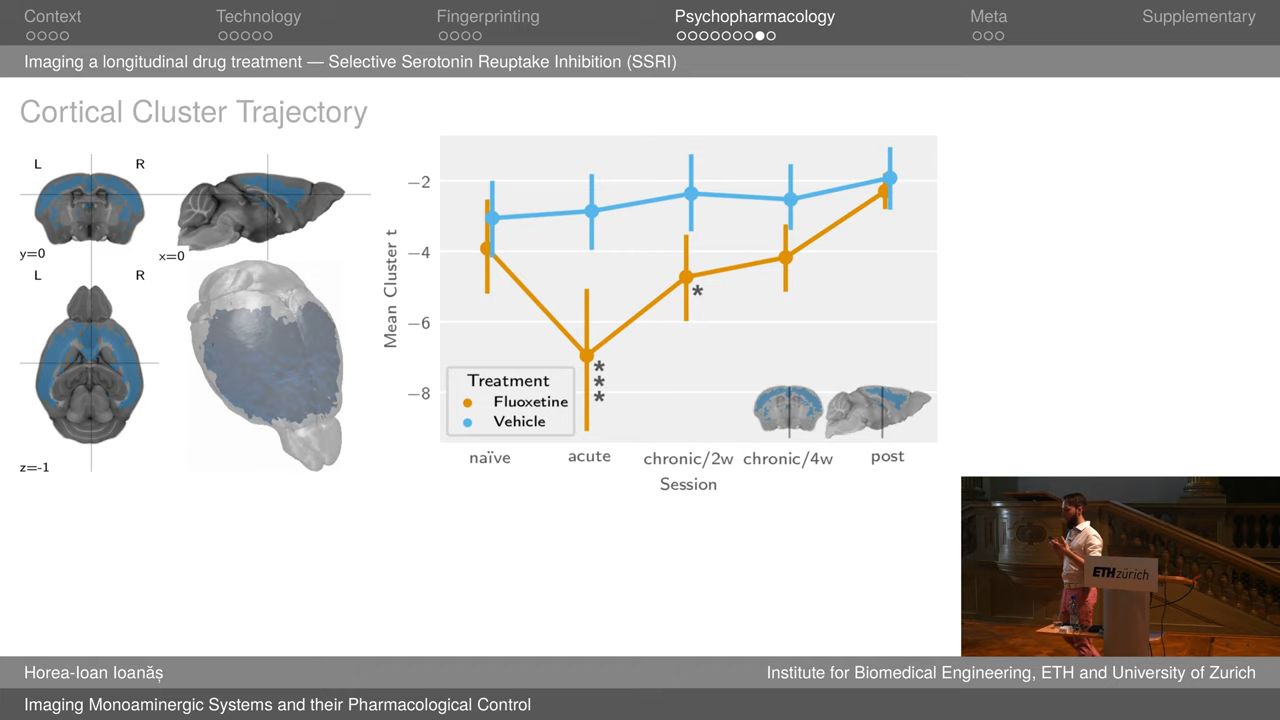 Context
Technology
Fingerprinting
Psychopharmacology
Meta
Supplementary
Imaging a longitudinal drug treatment — Selective Serotonin Reuptake Inhibition (SSRI)
Cortical Cluster Trajectory
L R
y=0
x=0
L R
z=-1
Mean Cluster t
−2
−4
−6
−8
*
*
*
*
Treatment
Fluoxetine
Vehicle
naïve acute chronic/2w chronic/4w post
Session
ETH zürich
Horea-Ioan Ioanăș
Institute for Biomedical Engineering, ETH and University of Zurich
Imaging Monoaminergic Systems and their Pharmacological Control